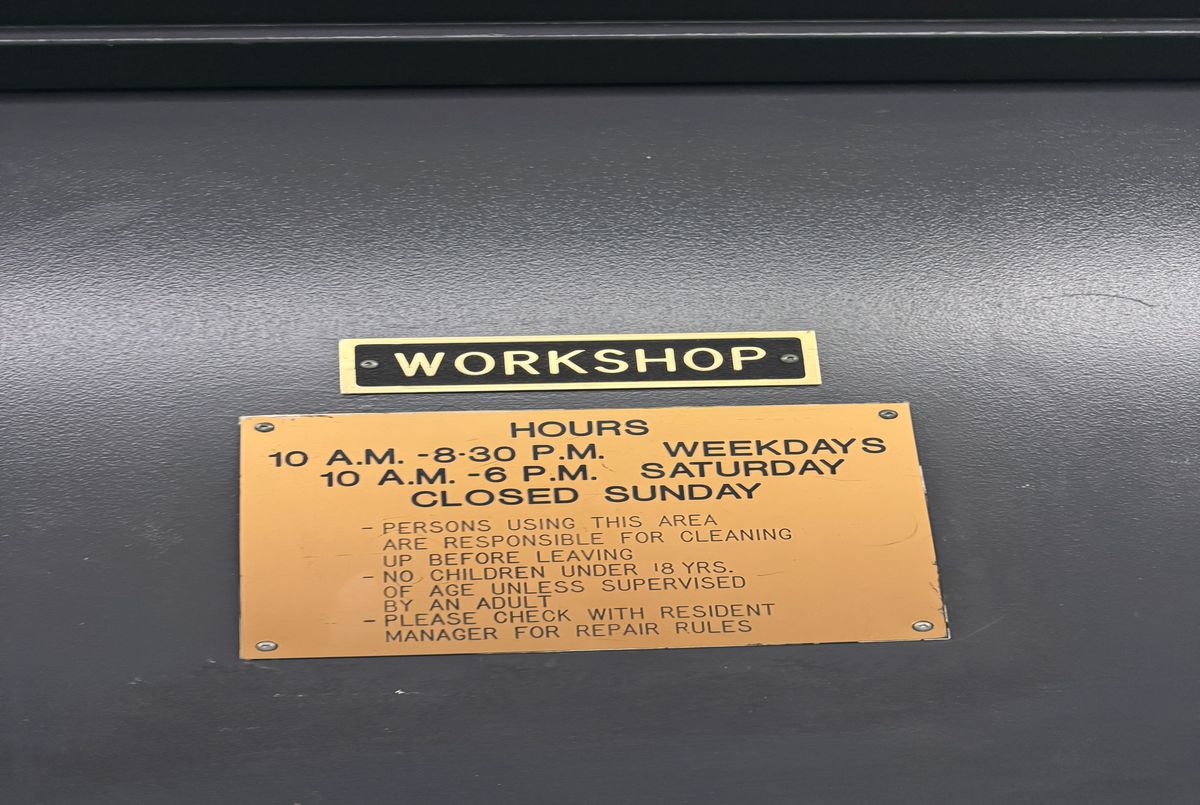 WORKSHOP
HOURS
10 A.M. -8·30 P.M. WEEKDAYS
10 A.M. -6 P.M. SATURDAY
CLOSED SUNDAY
- PERSONS USING THIS AREA
ARE RESPONSIBLE FOR CLEANING
UP BEFORE LEAVING
- NO CHILDREN UNDER 18 YRS.
OF AGE UNLESS SUPERVISED
BY AN ADULT
- PLEASE CHECK WITH RESIDENT
MANAGER FOR REPAIR RULES